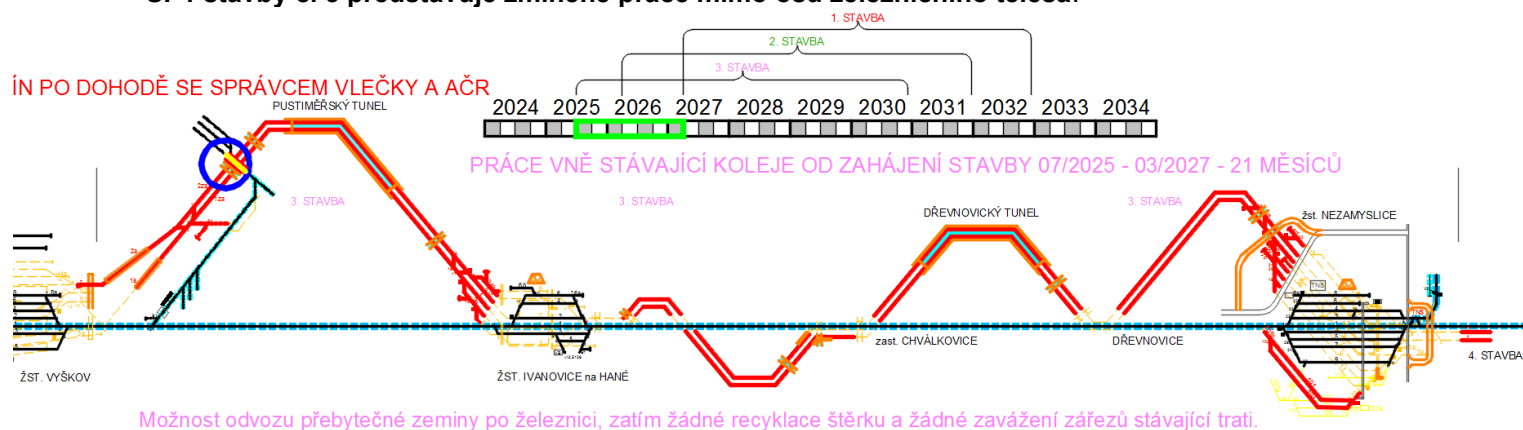 1. STAVBA
2. STAVBA
3. STAVBA
ÍN PO DOHODĚ SE SPRÁVCEM VLEČKY A AČR
PUSTIMĚŘSKÝ TUNEL
2024 2025 2026 2027 2028 2029 2030 2031 2032 2033 2034
PRÁCE VNĚ STÁVAJÍCÍ KOLEJE OD ZAHÁJENÍ STAVBY 07/2025 - 03/2027 - 21 MĚSÍCŮ
3. STAVBA
3. STAVBA
3. STAVBA
DŘEVNOVICKÝ TUNEL
žst. NEZAMYSLICE
TNS
TNS
zast. CHVÁLKOVICE
DŘEVNOVICE
4. STAVBA
ŽST. VYŠKOV
ŽST. IVANOVICE na HANÉ
Možnost odvozu přebytečné zeminy po železnici, zatím žádné recyklace štěrku a žádné zavážení zářezů stávající trati.